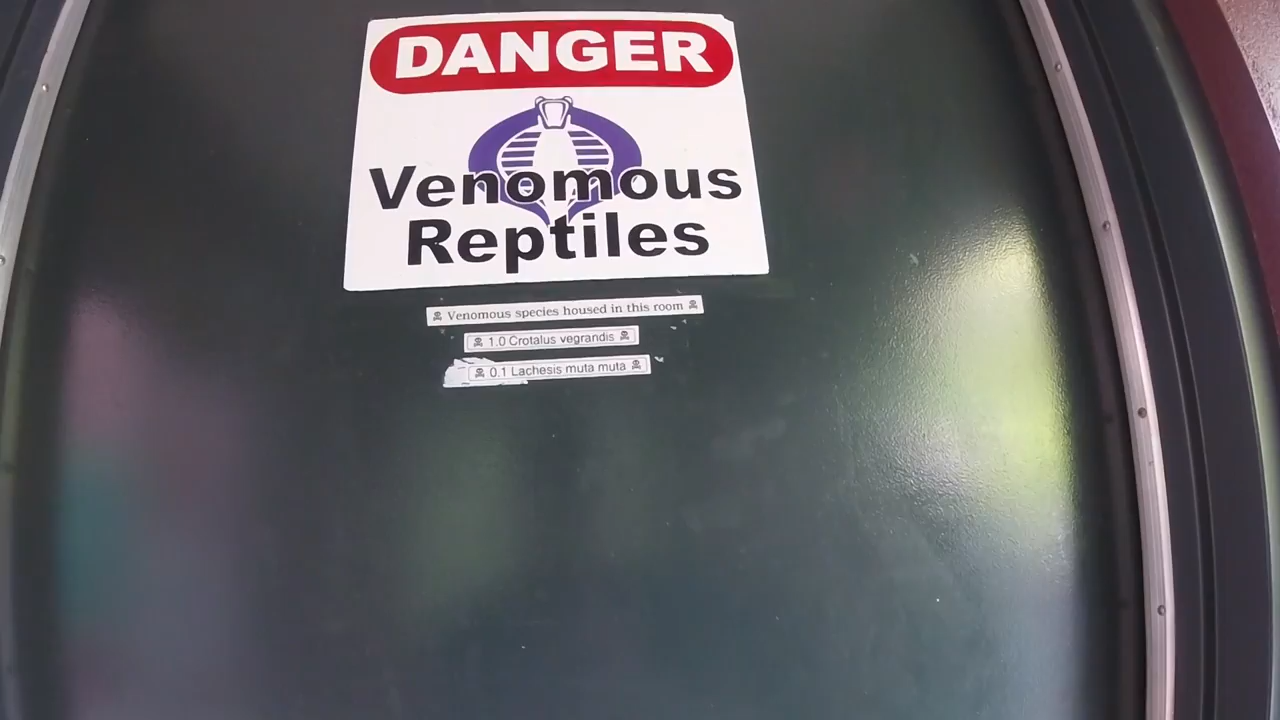 DANGER
Venomous
Reptiles
Venomous species housed in this room
1.0 Crotalus vegrandis
0.1 Lachesis muta muta